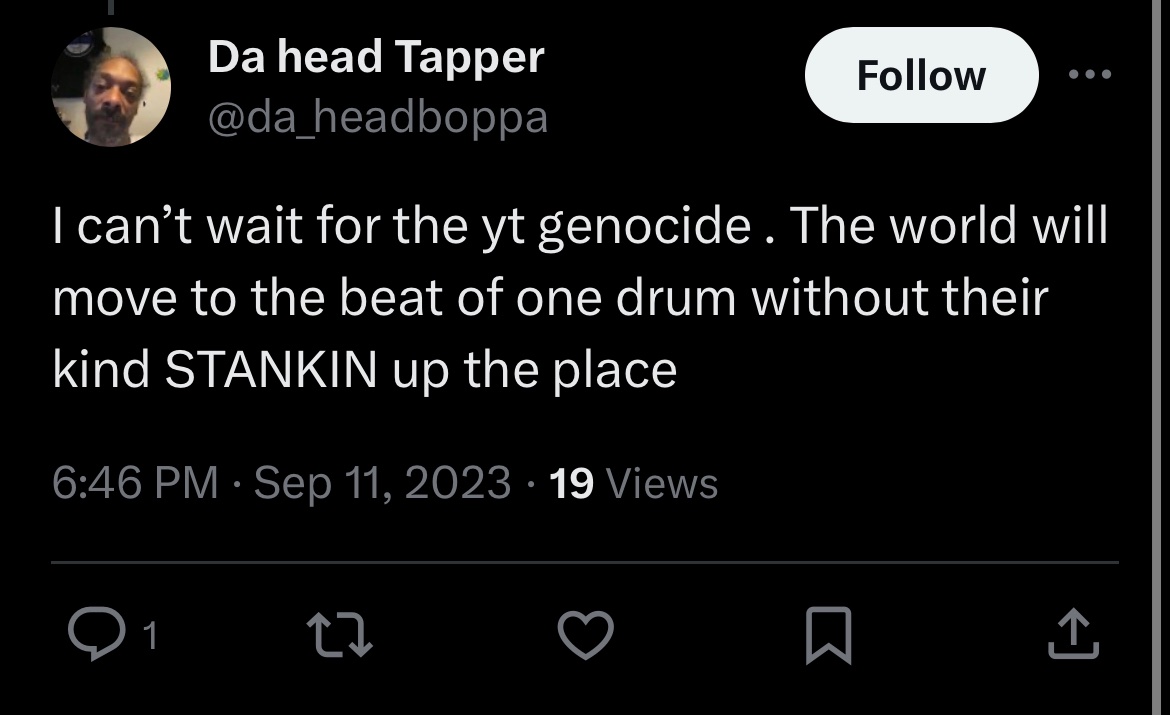 Da head Tapper
Follow
@da_headboppa
I can’t wait for the yt genocide . The world will
move to the beat of one drum without their
kind STANKIN up the place
6:46 PM · Sep 11, 2023 · 19 Views
1